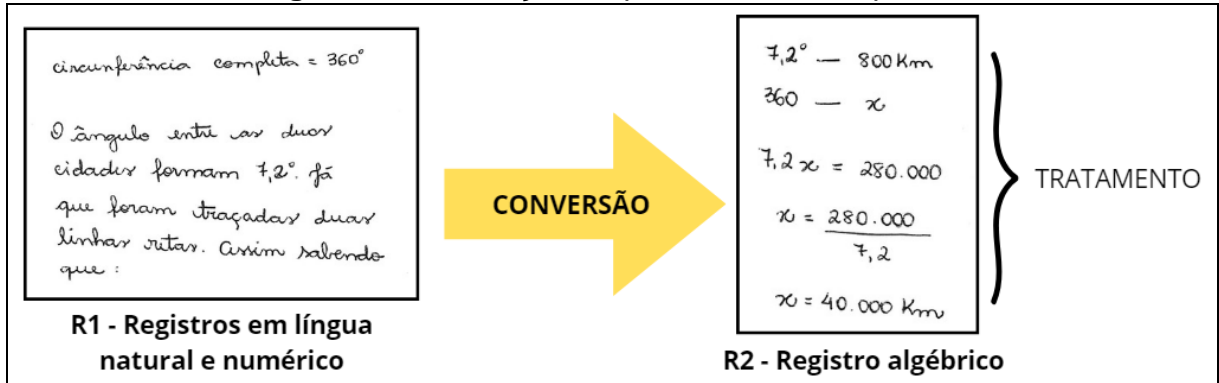 circunferência completa = 360°
O ângulo entre as duas
cidades formam 7,2°. Já
que foram traçadas duas
linhas retas. Assim sabendo
que:
R1 - Registros em língua
natural e numérico
CONVERSÃO
7,2° — 800 Km
360 — x
7,2 x = 280.000
x = 280.000
7,2
x = 40.000 Km
R2 - Registro algébrico
TRATAMENTO